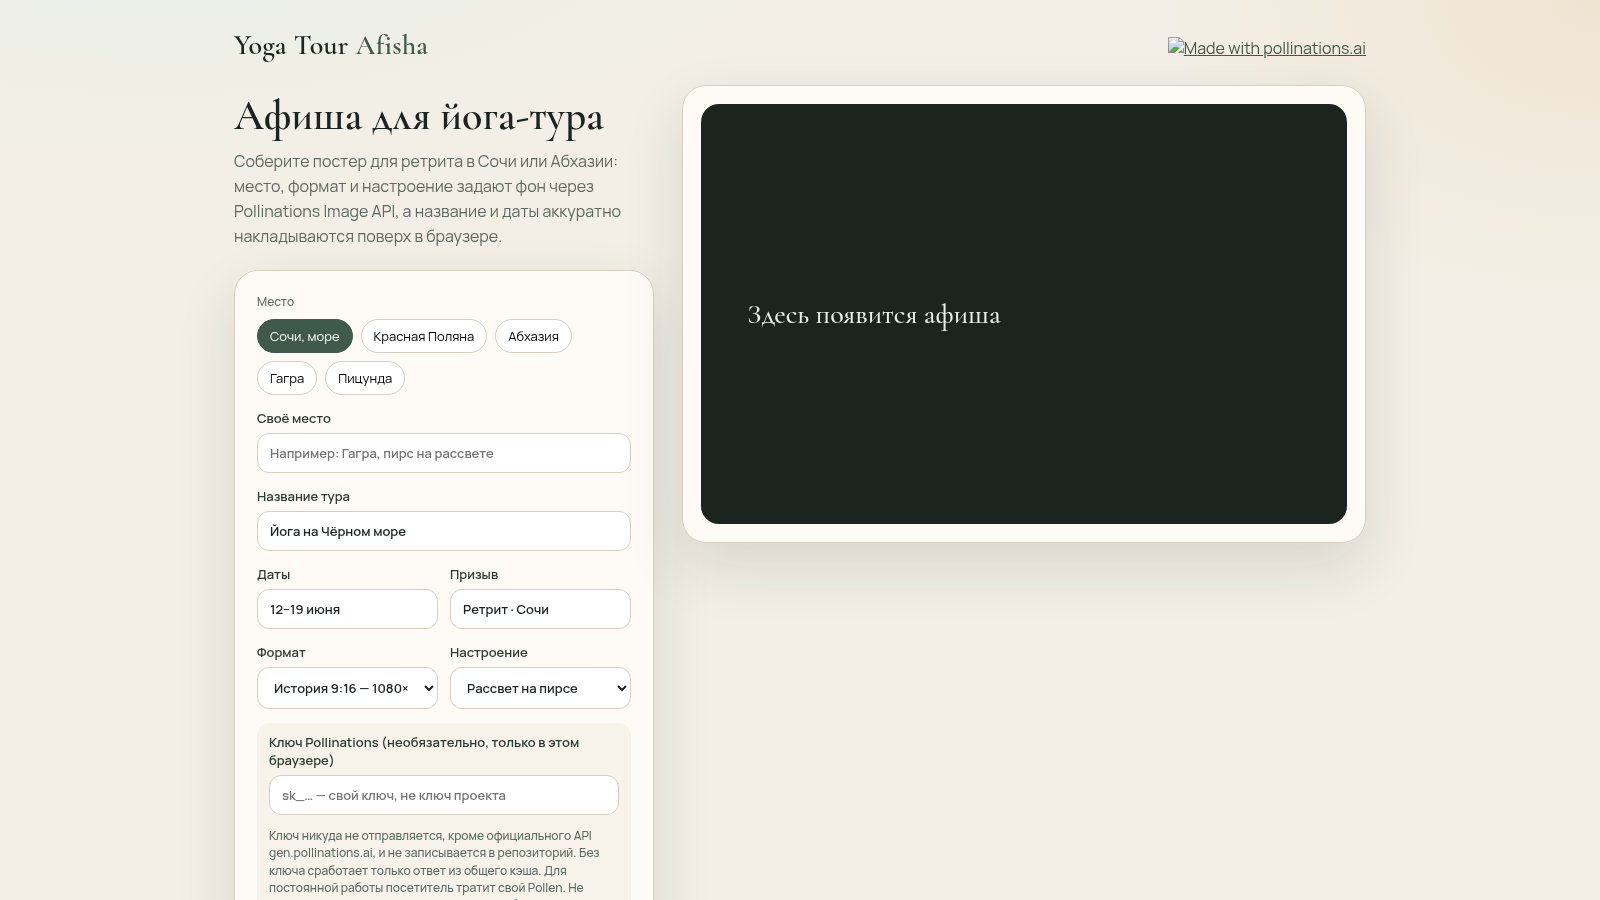 Yoga Tour Afisha
Made with pollinations.ai
Афиша для йога-тура
Соберите постер для ретрита в Сочи или Абхазии:
место, формат и настроение задают фон через
Pollinations Image API, а название и даты аккуратно
накладываются поверх в браузере.
Место
Сочи, море
Красная Поляна
Абхазия
Гагра
Пицунда
Своё место
Например: Гагра, пирс на рассвете
Название тура
Йога на Чёрном море
Даты
Призыв
12–19 июня
Ретрит · Сочи
Формат
Настроение
История 9:16 — 1080×
Рассвет на пирсе
Ключ Pollinations (необязательно, только в этом
браузере)
sk_… — свой ключ, не ключ проекта
Ключ никуда не отправляется, кроме официального API
gen.pollinations.ai, и не записывается в репозиторий. Без
ключа сработает только ответ из общего кэша. Для
постоянной работы посетитель тратит свой Pollen. Не
Здесь появится афиша